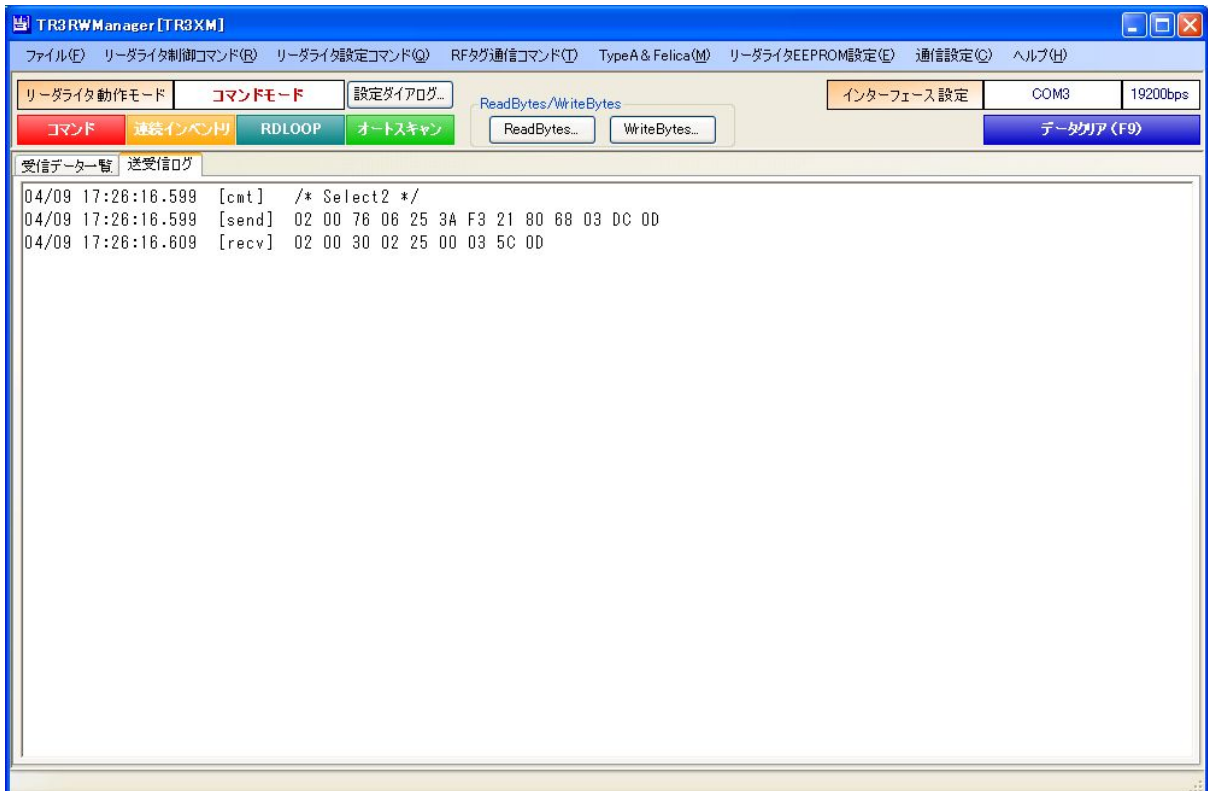 TR3RWManager[TR3XM]
ファイル(F) リーダライタ制御コマンド(R) リーダライタ設定コマンド(Q) RFタグ通信コマンド(T) TypeA & Felica(M) リーダライタEEPROM設定(E) 通信設定(C) ヘルプ(H)
リーダライタ動作モード コマンドモード 設定ダイアログ... ReadBytes/WriteBytes インターフェース設定 COM3 19200bps
コマンド 連続インベントリ RDLOOP オートスキャン ReadBytes... WriteBytes... データクリア(F9)
受信データ一覧 送受信ログ
04/09 17:26:16.599 [cmt] /* Select2 */
04/09 17:26:16.599 [send] 02 00 76 06 25 3A F3 21 80 68 03 DC 0D
04/09 17:26:16.609 [recv] 02 00 30 02 25 00 03 5C 0D